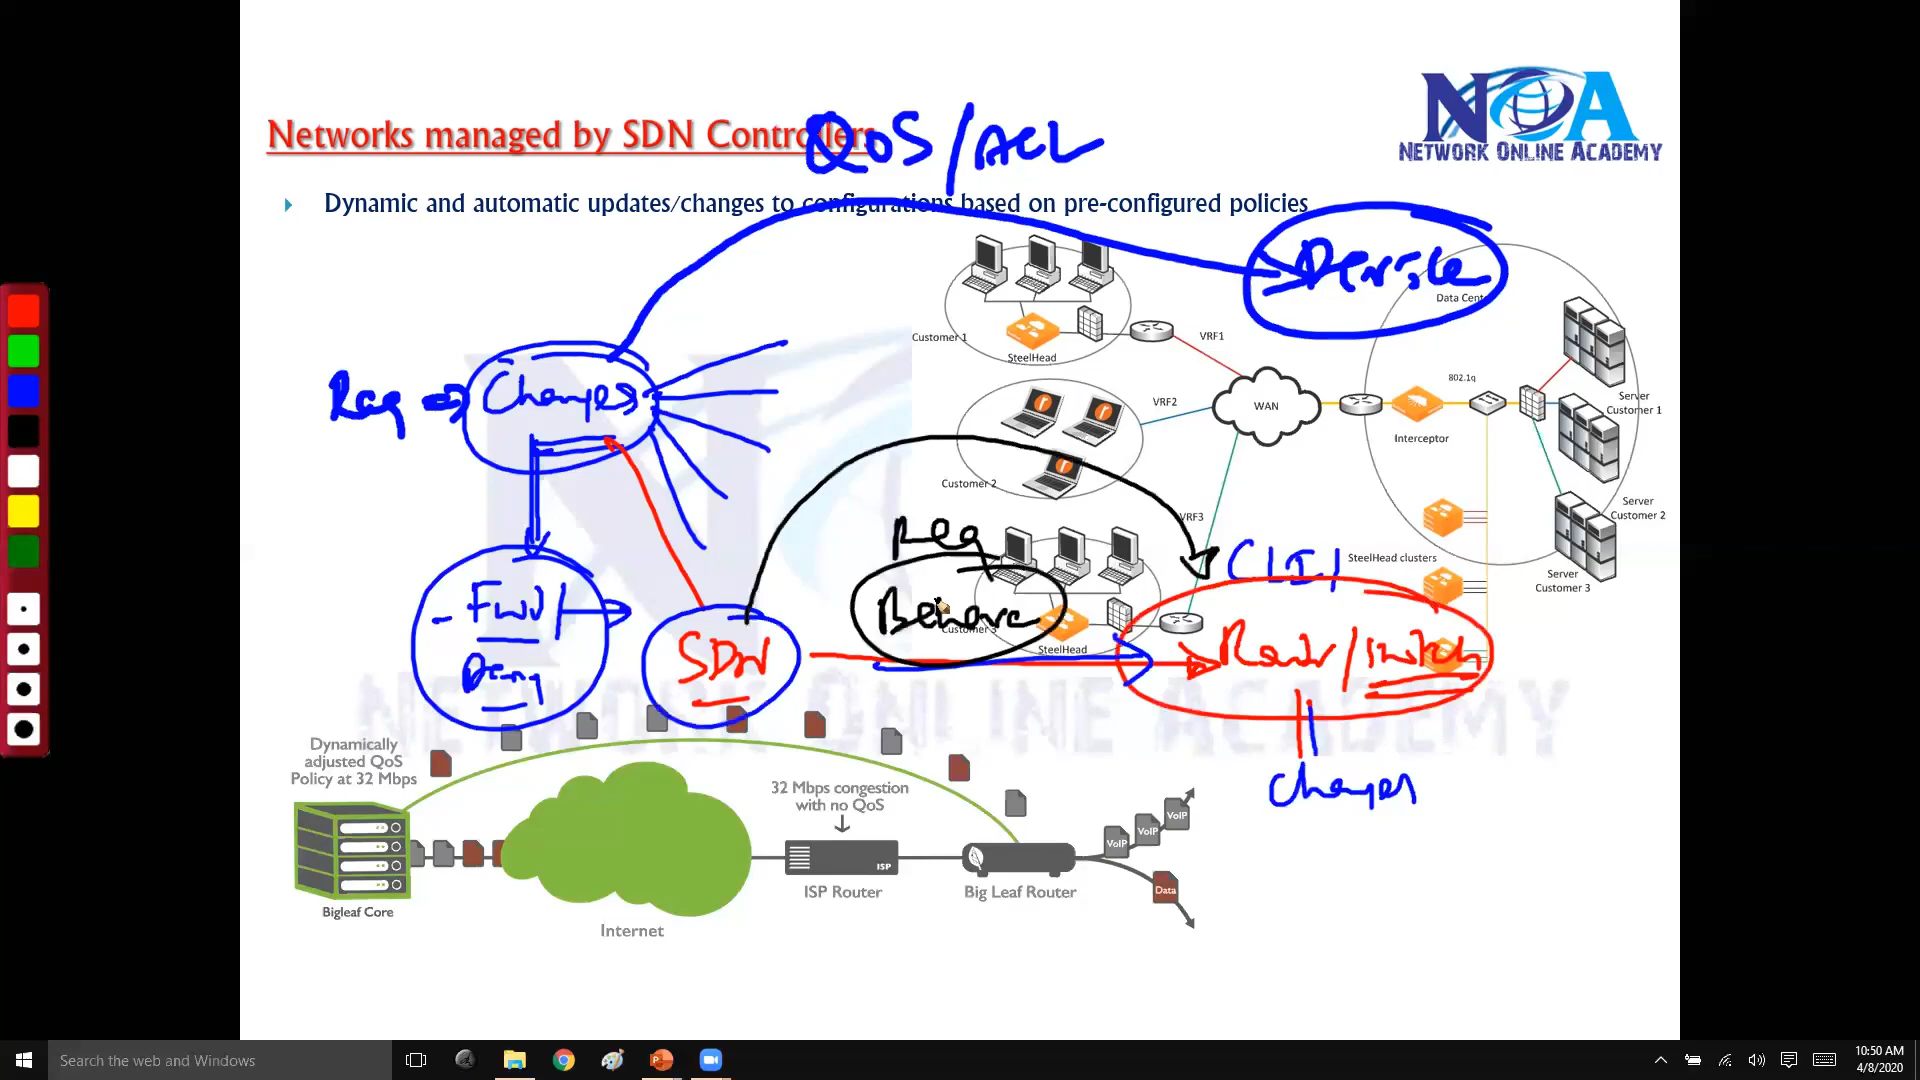 NOA
NETWORK ONLINE ACADEMY
Networks managed by SDN Controllers
QOS/ACL
Dynamic and automatic updates/changes to configurations based on pre-configured policies
Device
Data Cent
Customer 1
SteelHead
VRF1
802.1q
Server
Customer 1
Req
Changes
VRF2
WAN
Interceptor
Customer 2
VRF3
Server
Customer 2
Req
CLI
SteelHead clusters
Server
Customer 3
FWD
Deny
SDN
Behave
Customer 3
SteelHead
Router/Switch
NETWORK ONLINE ACADEMY
Dynamically
adjusted QoS
Policy at 32 Mbps
32 Mbps congestion
with no QoS
Changes
VoIP
VoIP
VoIP
ISP
Data
ISP Router
Big Leaf Router
Bigleaf Core
Internet
Search the web and Windows
10:50 AM
4/8/2020